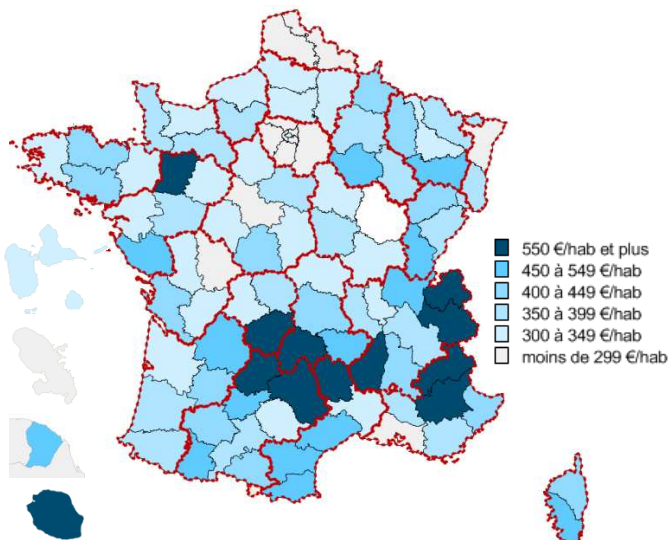 550 €/hab et plus
450 à 549 €/hab
400 à 449 €/hab
350 à 399 €/hab
300 à 349 €/hab
moins de 299 €/hab